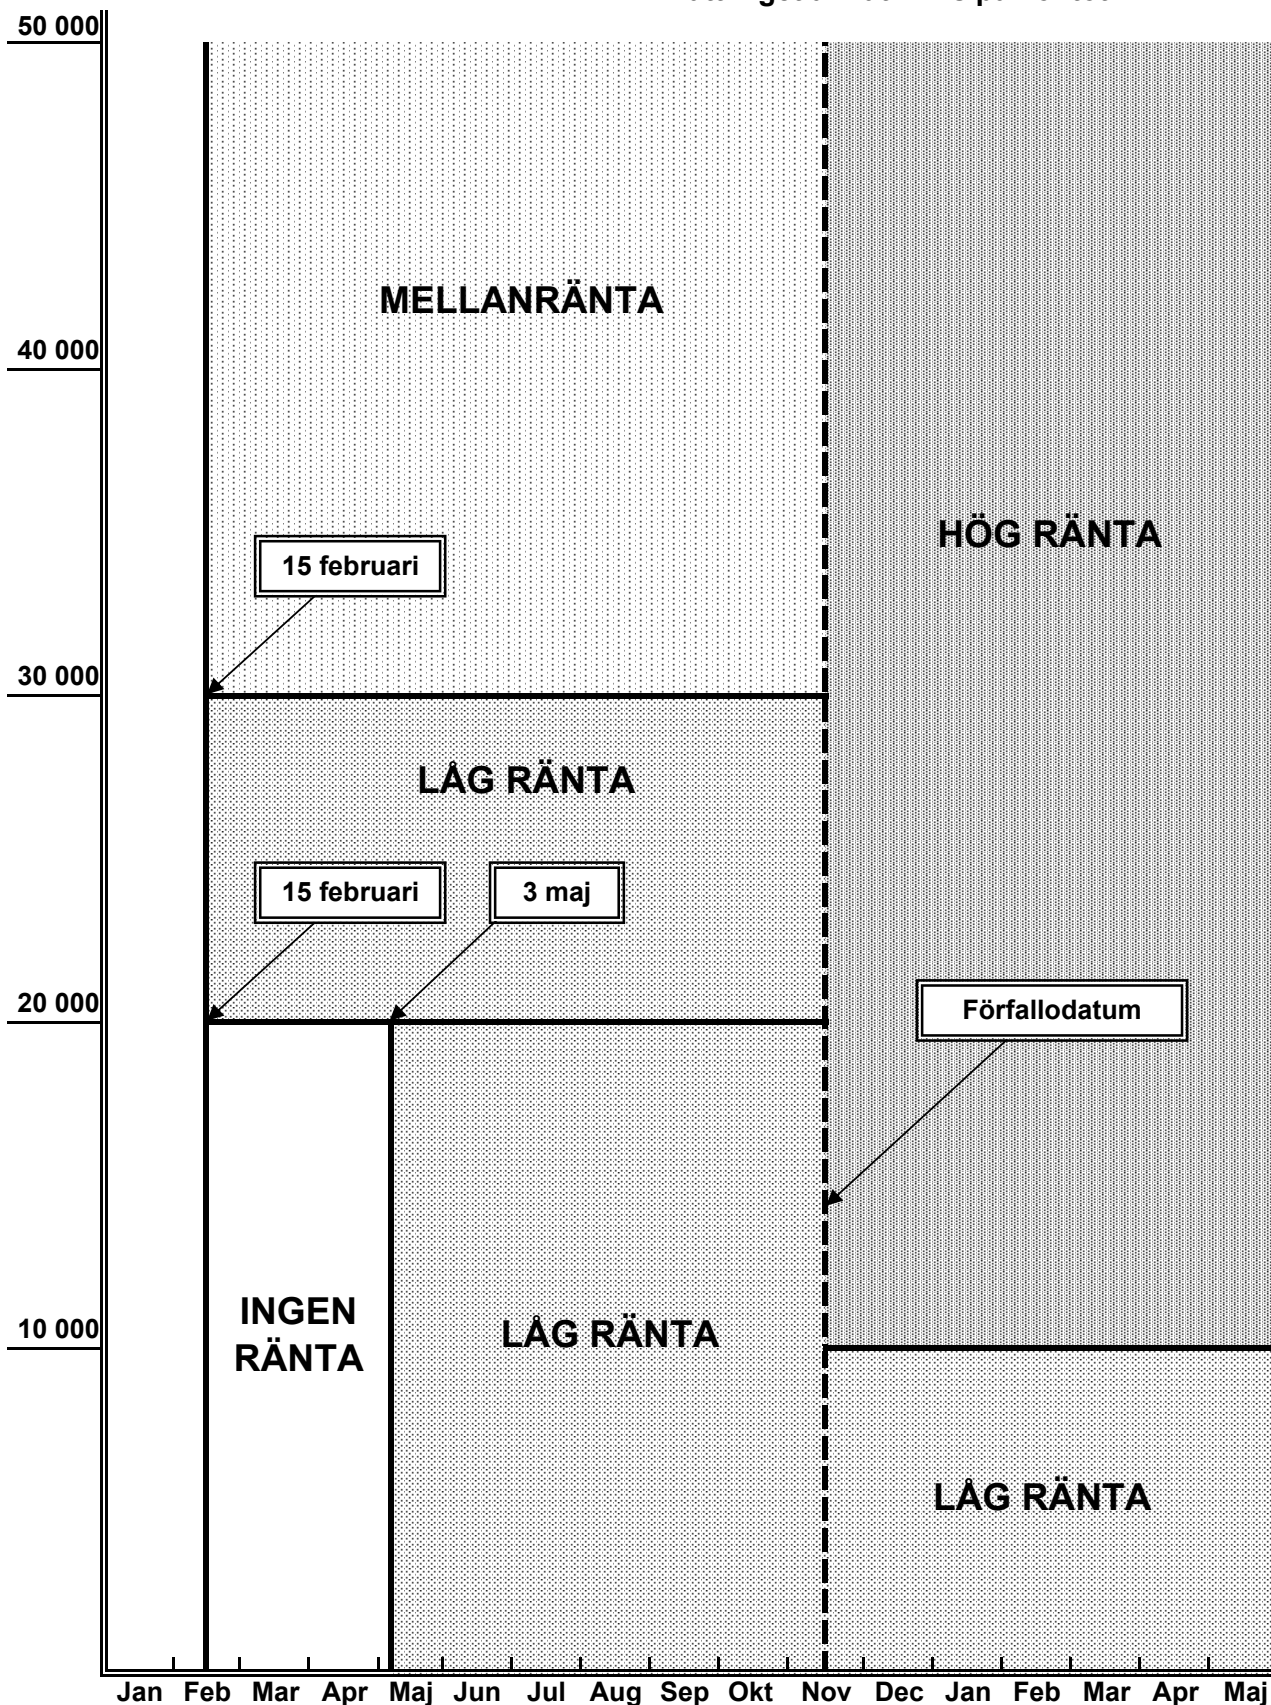 50 000
MELLANRÄNTA
40 000
HÖG RÄNTA
15 februari
30 000
LÅG RÄNTA
15 februari
3 maj
20 000
Förfallodatum
INGEN
RÄNTA
10 000
LÅG RÄNTA
LÅG RÄNTA
Jan Feb Mar Apr Maj Jun Jul Aug Sep Okt Nov Dec Jan Feb Mar Apr Maj